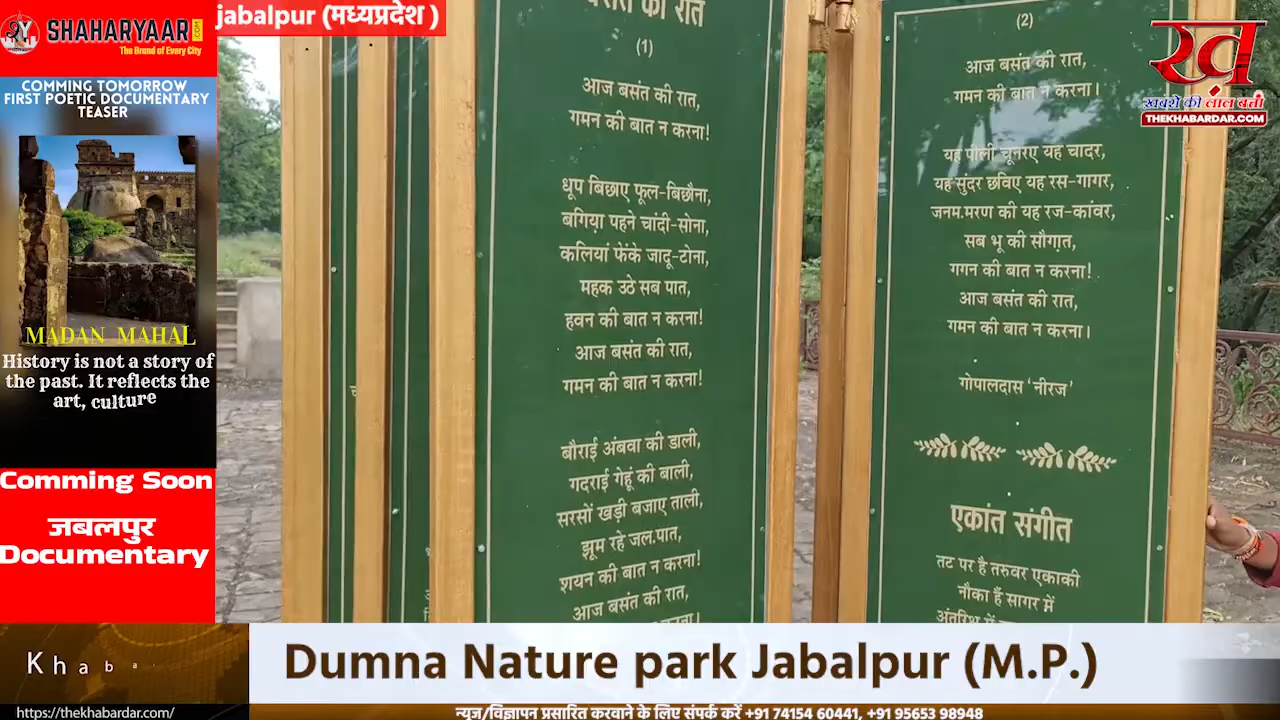 SHAHARYAAR.COM
The Brand of Every City
COMMING TOMORROW
FIRST POETIC DOCUMENTARY
TEASER
MADAN MAHAL
History is not a story of
the past. It reflects the
art, culture
Comming Soon
जबलपुर
Documentary
jabalpur (मध्यप्रदेश )
बसंत की रात
(1)
आज बसंत की रात,
गमन की बात न करना!
धूप बिछाए फूल-बिछौना,
बगिय़ा पहने चांदी-सोना,
कलियां फेंके जादू-टोना,
महक उठे सब पात,
हवन की बात न करना!
आज बसंत की रात,
गमन की बात न करना!
बौराई अंबवा की डाली,
गदराई गेहूं की बाली,
सरसों खड़ी बजाए ताली,
झूम रहे जल.पात,
शयन की बात न करना!
आज बसंत की रात,
(2)
आज बसंत की रात,
गमन की बात न करना।
यह पीली चूनरए यह चादर,
यह सुंदर छविए यह रस-गागर,
जनम.मरण की यह रज-कांवर,
सब भू की सौगा़त,
गगन की बात न करना!
आज बसंत की रात,
गमन की बात न करना।
गोपालदास 'नीरज'
एकांत संगीत
तट पर है तरुवर एकाकी
नौका है सागर में
अंतरिक्ष में
ख़
खबरों की लाल बत्ती
THEKHABARDAR.COM
Khaba
Dumna Nature park Jabalpur (M.P.)
https://thekhabardar.com/
न्यूज/विज्ञापन प्रसारित करवाने के लिए संपर्क करें +91 74154 60441, +91 95653 98948